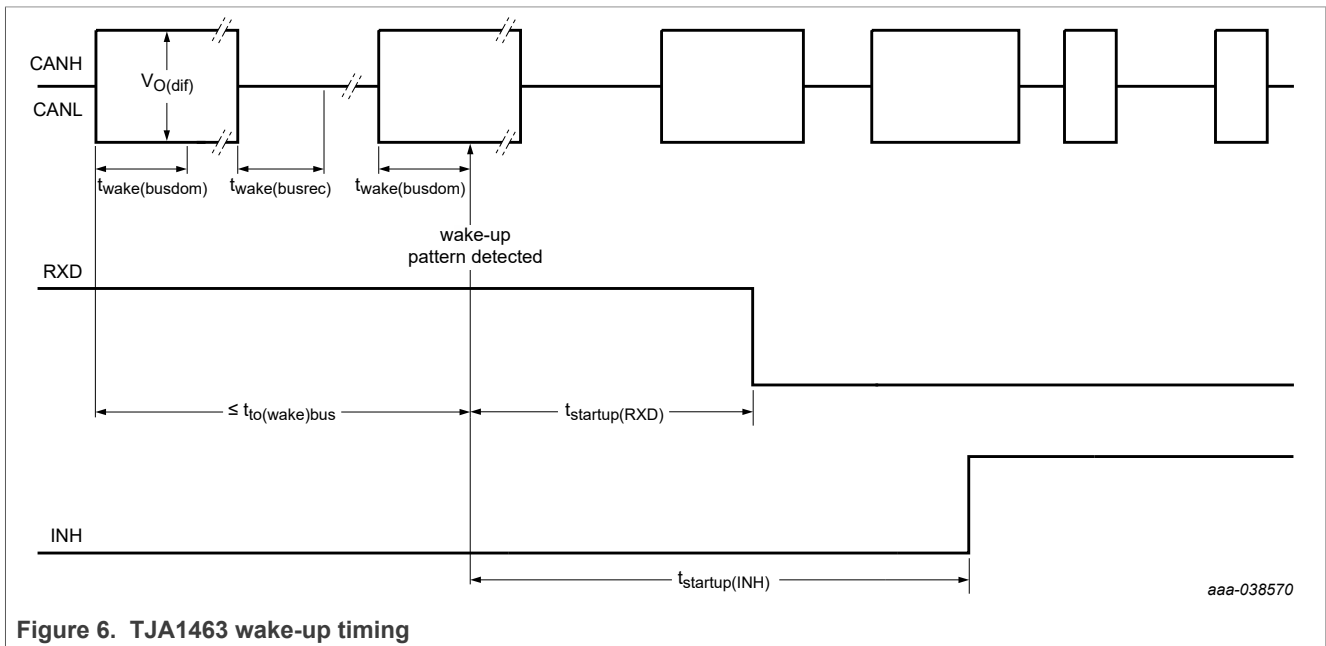 CANH
CANL
VO(dif)
twake(busdom)
twake(busrec)
twake(busdom)
wake-up
pattern detected
RXD
≤ tto(wake)bus
tstartup(RXD)
INH
tstartup(INH)
aaa-038570
Figure 6. TJA1463 wake-up timing